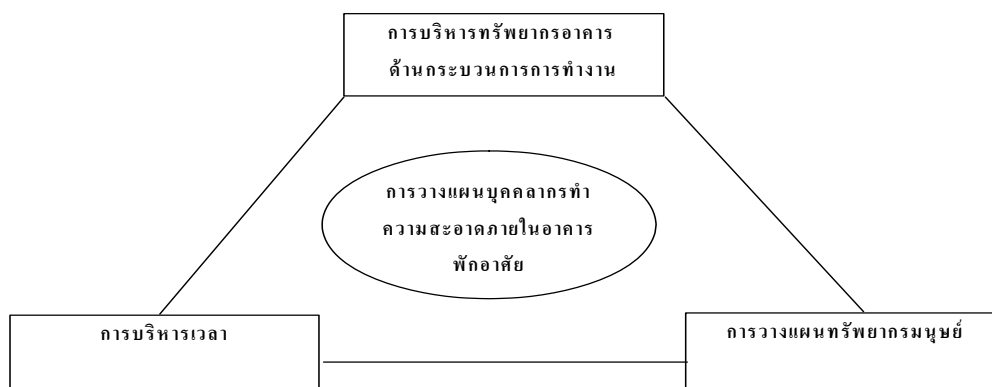 การบริหารทรัพยากรอาคาร
ด้านกระบวนการการทำงาน
การวางแผนบุคคลากรทำ
ความสะอาดภายในอาคาร
พักอาศัย
การบริหารเวลา
การวางแผนทรัพยากรมนุษย์